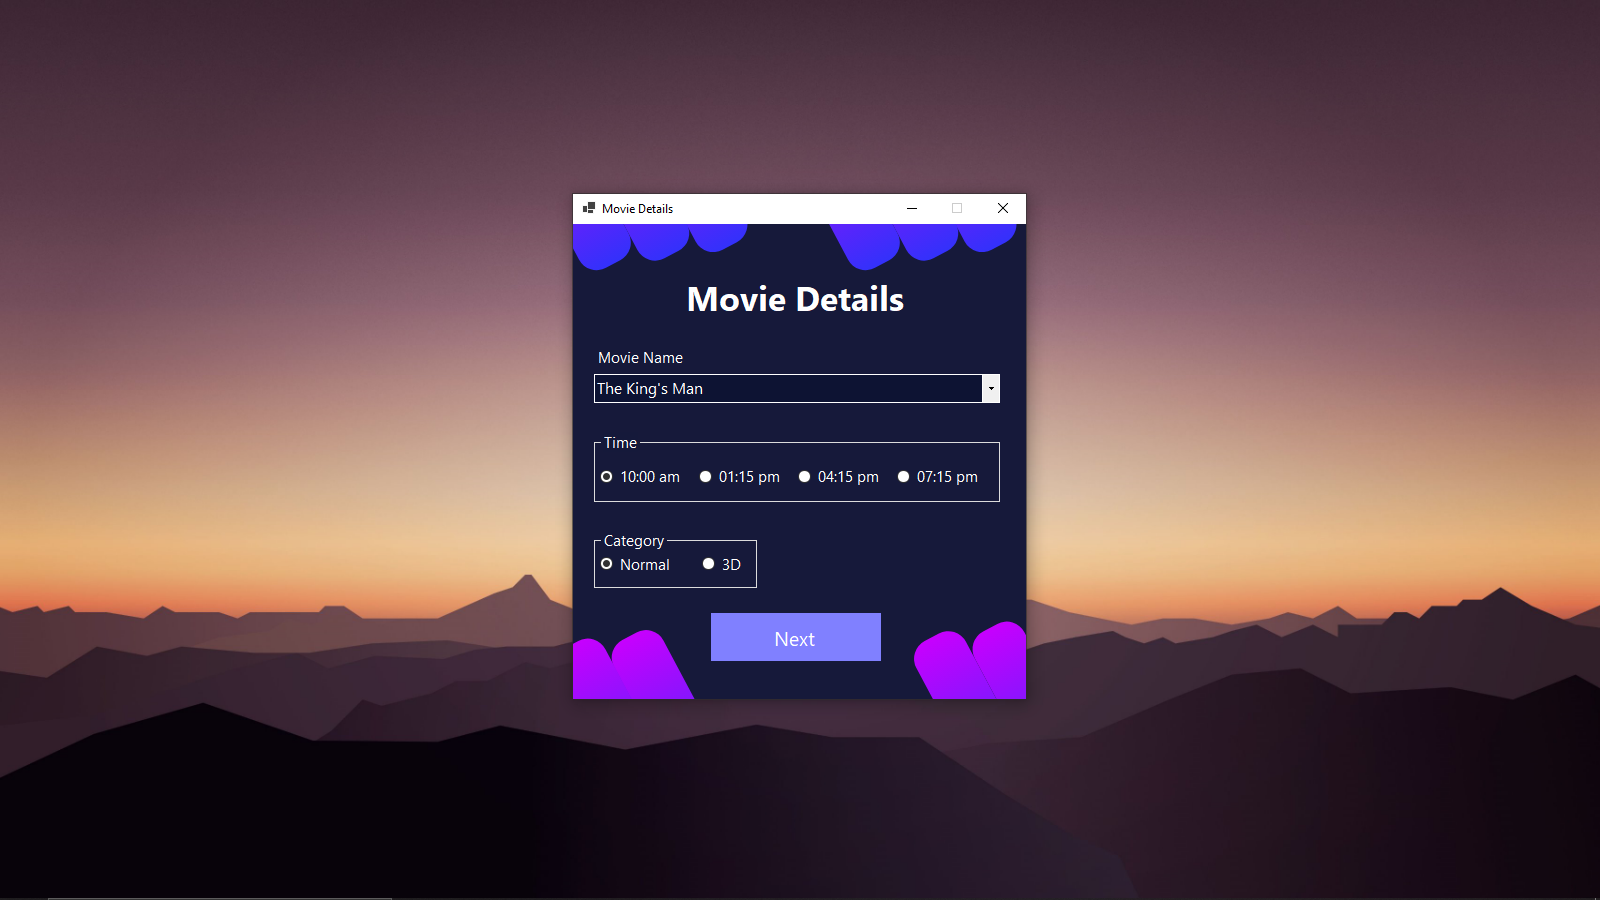 Movie Details
Movie Details
Movie Name
The King's Man
Time
10:00 am 01:15 pm 04:15 pm 07:15 pm
Category
Normal 3D
Next